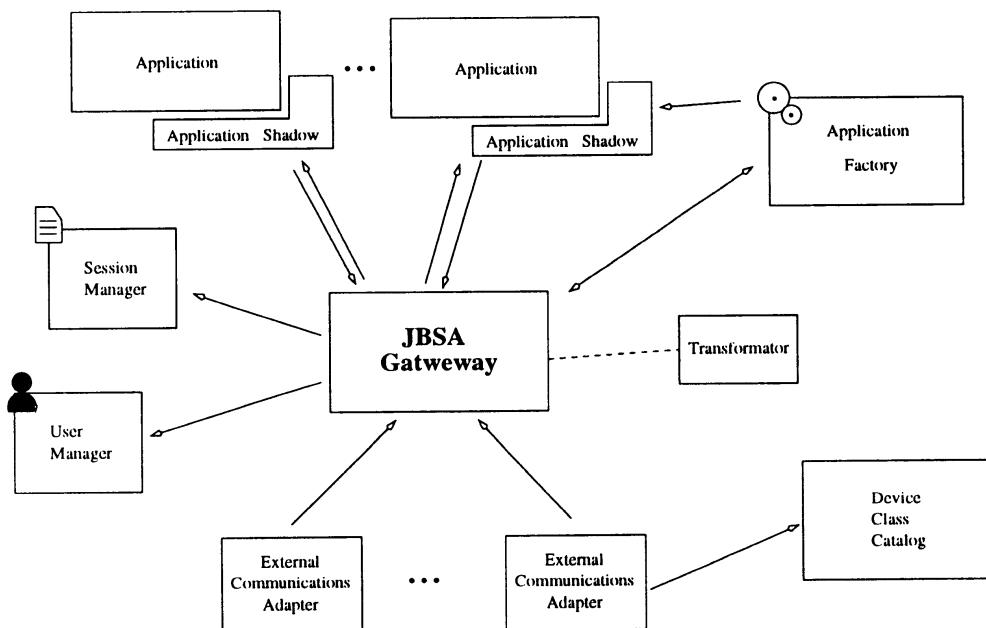 Application
Application
Application Shadow
Application Shadow
Application
Factory
Session
Manager
JBSA
Gatweway
Transformator
User
Manager
Device
Class
Catalog
External
Communications
Adapter
External
Communications
Adapter